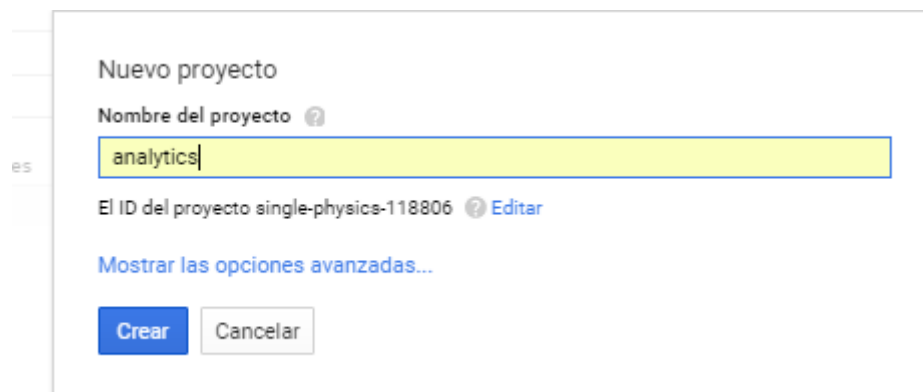 Nuevo proyecto
Nombre del proyecto ?
analytics
es
El ID del proyecto single-physics-118806 ? Editar
Mostrar las opciones avanzadas...
Crear Cancelar